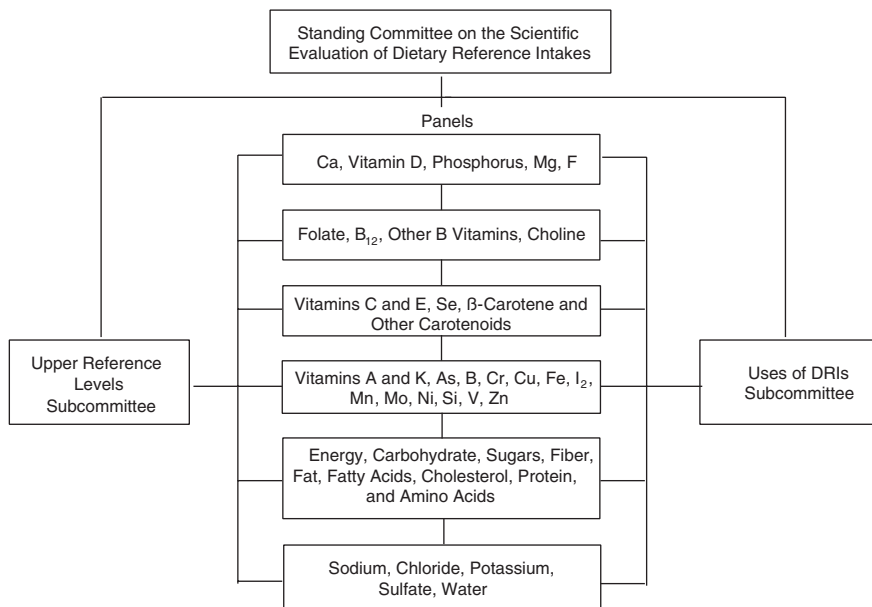 Standing Committee on the Scientific
Evaluation of Dietary Reference Intakes
Panels
Ca, Vitamin D, Phosphorus, Mg, F
Folate, B₁₂, Other B Vitamins, Choline
Vitamins C and E, Se, ß-Carotene and
Other Carotenoids
Upper Reference
Levels
Subcommittee
Vitamins A and K, As, B, Cr, Cu, Fe, I₂,
Mn, Mo, Ni, Si, V, Zn
Uses of DRIs
Subcommittee
Energy, Carbohydrate, Sugars, Fiber,
Fat, Fatty Acids, Cholesterol, Protein,
and Amino Acids
Sodium, Chloride, Potassium,
Sulfate, Water